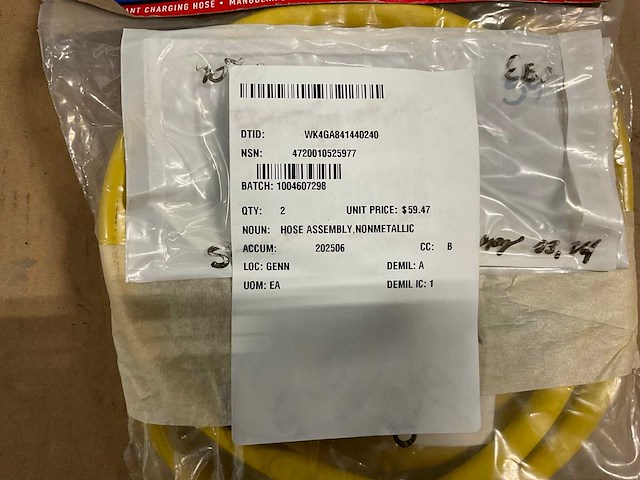 ANT CHARGING HOSE • MANGUERA
DTID: WK4GA841440240
NSN: 4720010525977
BATCH: 1004607298
QTY: 2 UNIT PRICE: $59.47
NOUN: HOSE ASSEMBLY,NONMETALLIC
ACCUM: 202506 CC: B
LOC: GENN DEMIL: A
UOM: EA DEMIL IC: 1